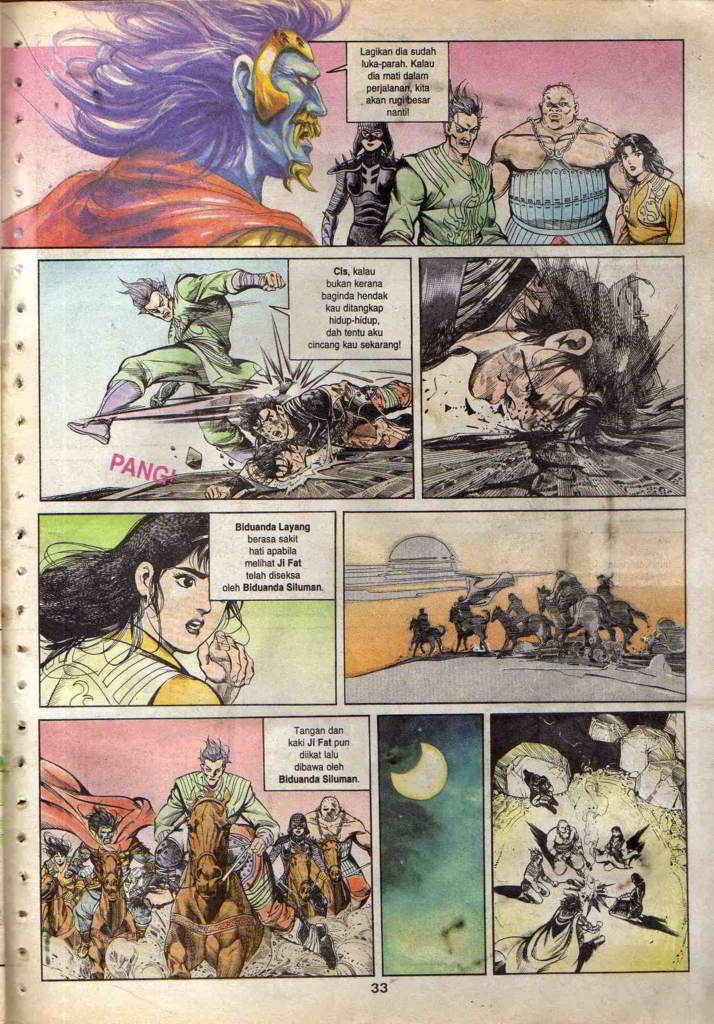 Lagikan dia sudah
luka-parah. Kalau
dia mati dalam
perjalanan, kita
akan rugi besar
nanti!
Cis, kalau
bukan kerana
baginda hendak
kau ditangkap
hidup-hidup,
dah tentu aku
cincang kau sekarang!
PANG!
Biduanda Layang
berasa sakit
hati apabila
melihat Ji Fat
telah diseksa
oleh Biduanda Siluman.
Tangan dan
kaki Ji Fat pun
diikat lalu
dibawa oleh
Biduanda Siluman.
33